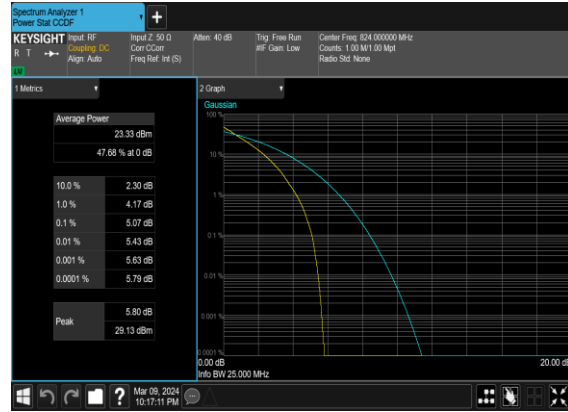 Spectrum Analyzer 1
Power Stat CCDF
+
KEYSIGHT
R T
LXI
Input: RF
Coupling: DC
Align: Auto
Input Z: 50 Ω
Corr CCorr
Freq Ref: Int (S)
Atten: 40 dB
Trig: Free Run
#IF Gain: Low
Center Freq: 824.000000 MHz
Counts: 1.00 M/1.00 Mpt
Radio Std: None
1 Metrics
Average Power
23.33 dBm
47.68 % at 0 dB
10.0 % 2.30 dB
1.0 % 4.17 dB
0.1 % 5.07 dB
0.01 % 5.43 dB
0.001 % 5.63 dB
0.0001 % 5.79 dB
Peak
5.80 dB
29.13 dBm
2 Graph
Gaussian
100 %
10 %
1 %
0.1 %
0.01 %
0.001 %
0.0001 %
0.00 dB 20.00 dB
Info BW 25.000 MHz
?
Mar 09, 2024
10:17:11 PM